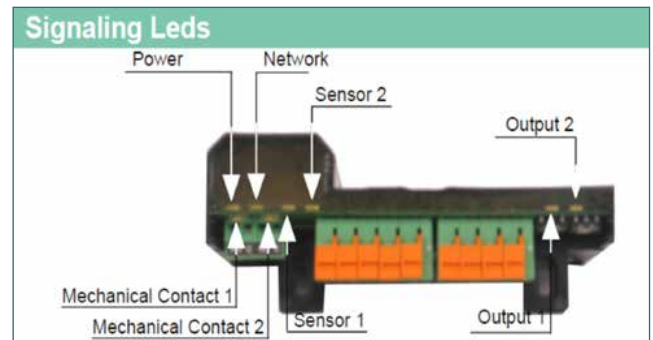 Signaling Leds
Power
Network
Sensor 2
Output 2
Mechanical Contact 1
Mechanical Contact 2
Sensor 1
Output 1